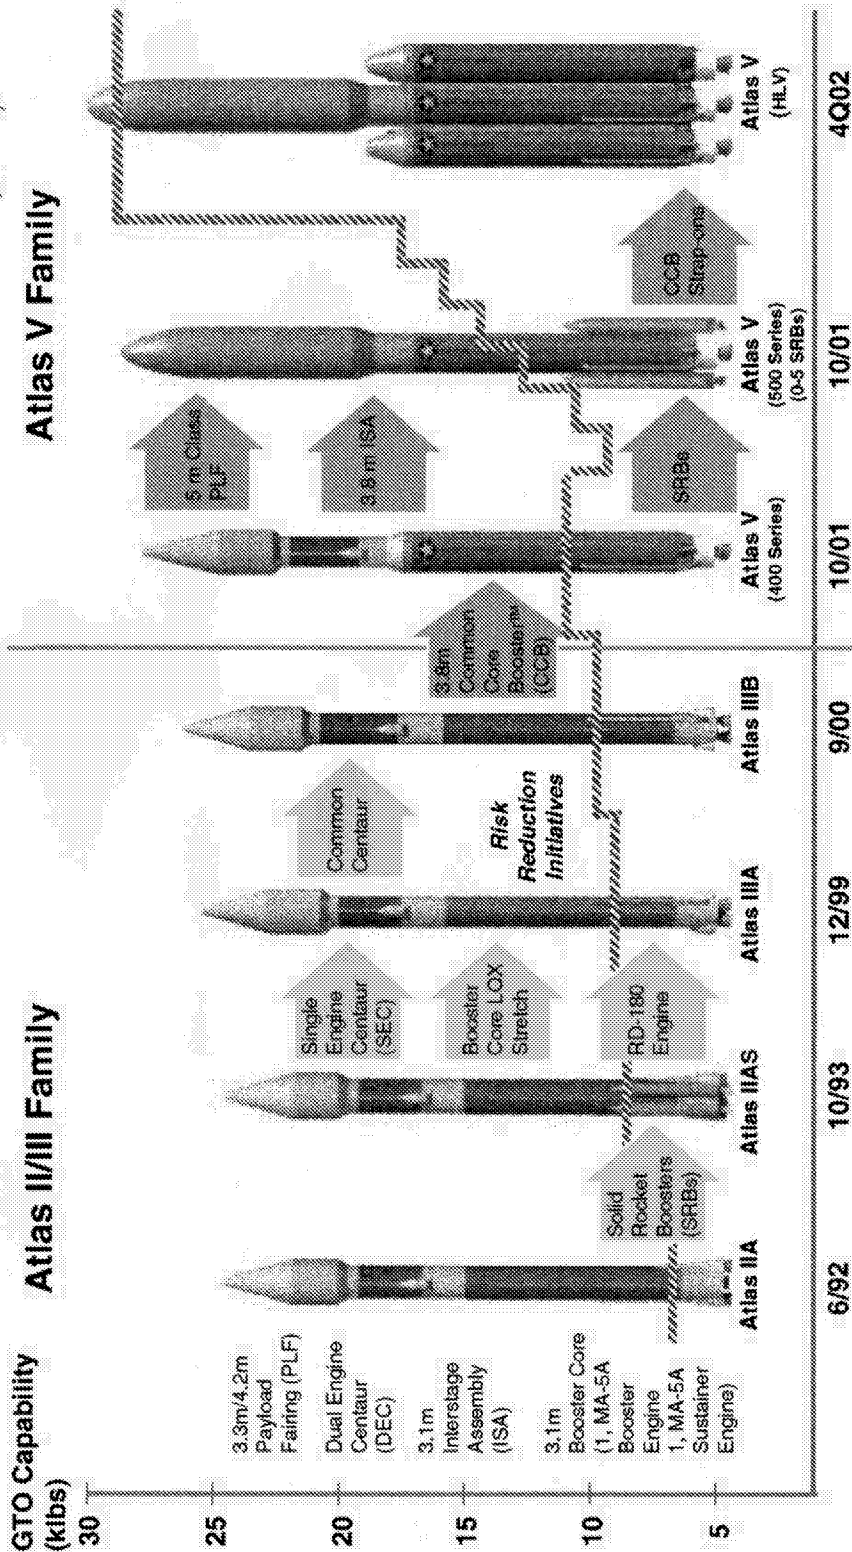 GTO Capability
(klbs)
Atlas II/III Family
Atlas V Family
30
25
20
15
10
5
3.3m/4.2m
Payload
Fairing (PLF)
Dual Engine
Centaur
(DEC)
3.1m
Interstage
Assembly
(ISA)
3.1m
Booster Core
(1, MA-5A
Booster
Engine
1, MA-5A
Sustainer
Engine)
Solid
Rocket
Boosters
(SRBs)
Single
Engine
Centaur
(SEC)
Booster
Core LOX
Stretch
RD-180
Engine
Common
Centaur
Risk
Reduction
Initiatives
3.8m
Common
Core
Booster™
(CCB)
5 m Class
PLF
3.8 m ISA
SRBs
CCB
Strap-ons
Atlas IIA
Atlas IIAS
Atlas IIIA
Atlas IIIB
Atlas V
(400 Series)
Atlas V
(500 Series)
(0-5 SRBs)
Atlas V
(HLV)
6/92
10/93
12/99
9/00
10/01
10/01
4Q02